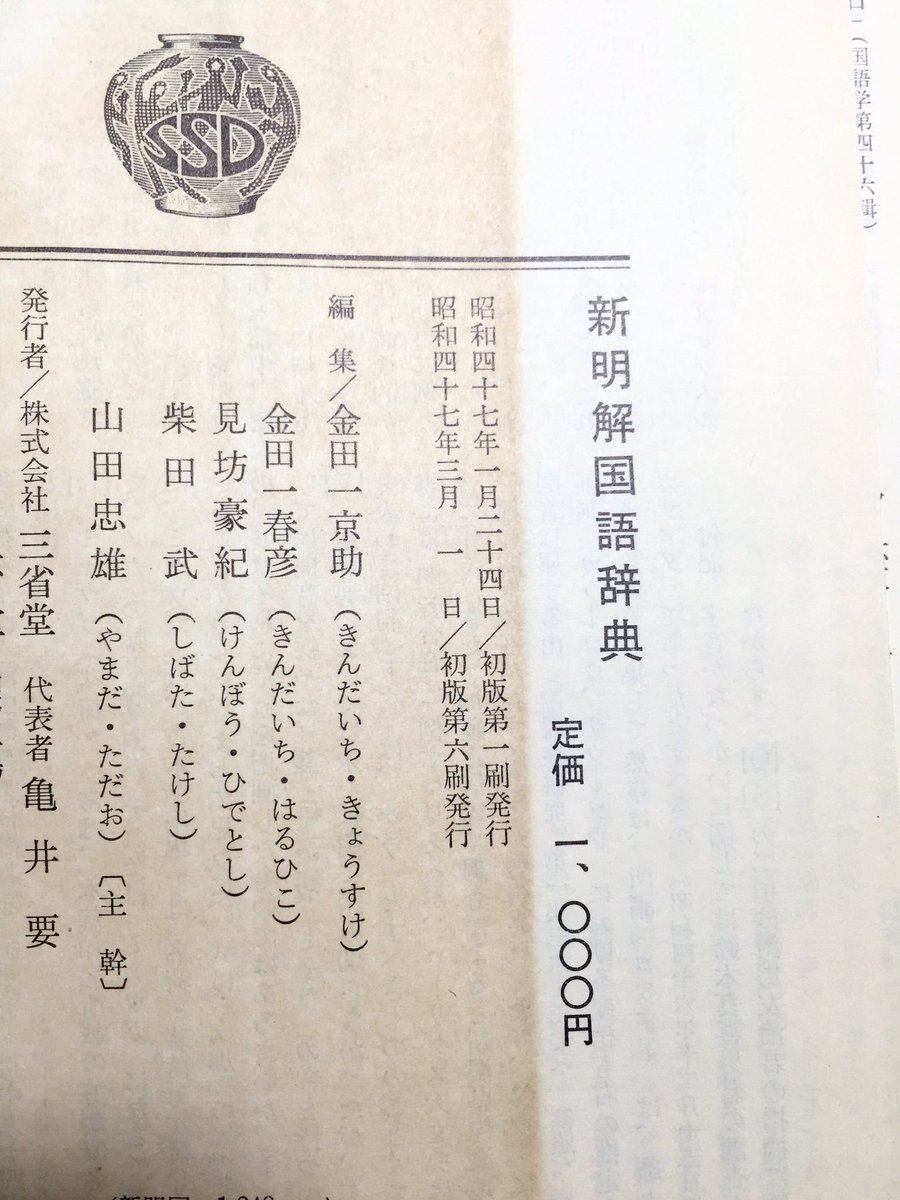 国語学第四十六輯)
新明解国語辞典
定価 一、〇〇〇円
昭和四十七年一月二十四日/初版第一刷発行
昭和四十七年三月 一 日/初版第六刷発行
編 集/金田一京助 (きんだいち・きょうすけ)
金田一春彦 (きんだいち・はるひこ)
見坊豪紀 (けんぼう・ひでとし)
柴田 武 (しばた・たけし)
山田忠雄 (やまだ・ただお) 〔主 幹〕
発行者/株式会社 三省堂 代表者 亀井 要
SSD